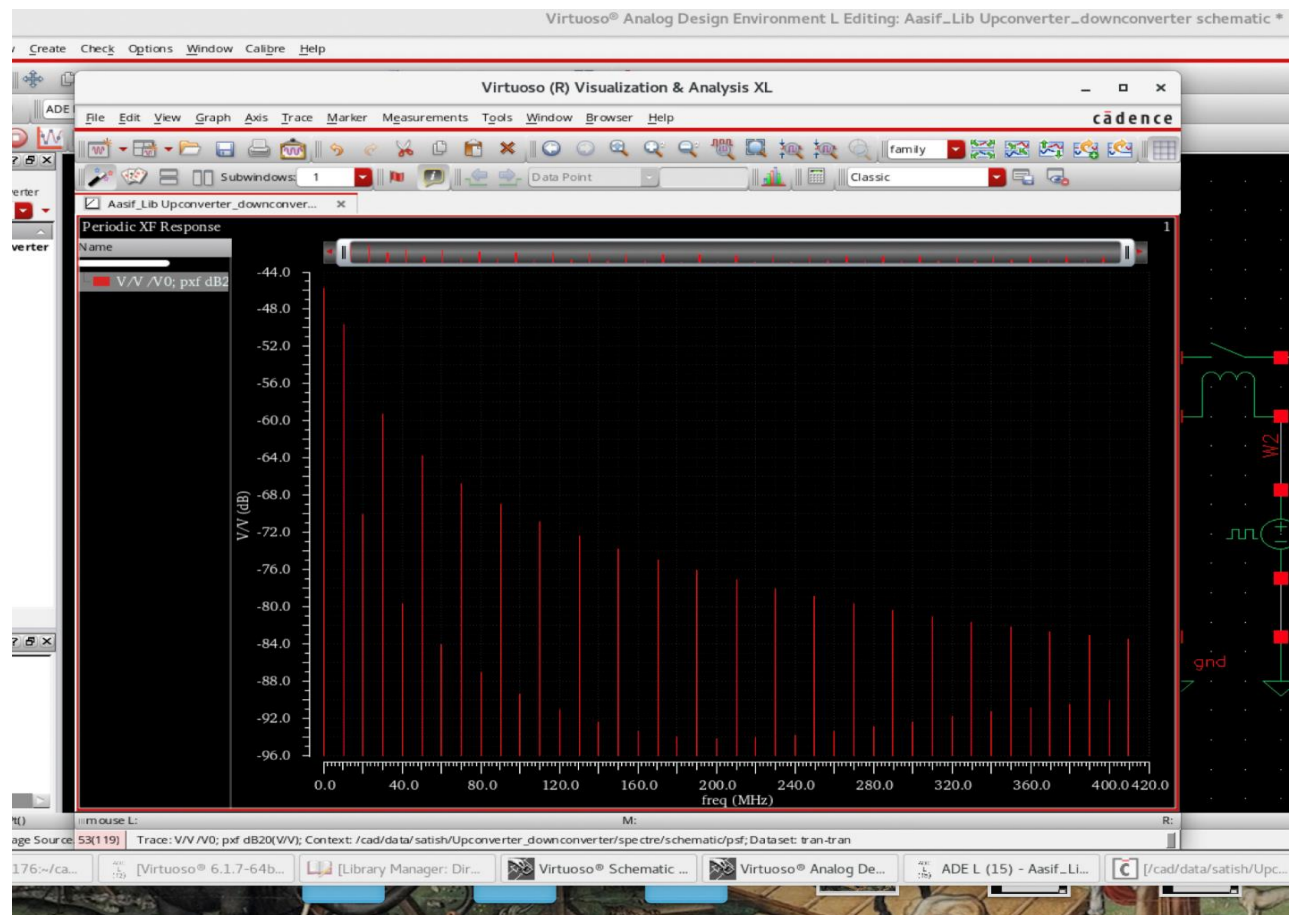 Virtuoso® Analog Design Environment L Editing: Aasif_Lib Upconverter_downconverter schematic *
Create Check Options Window Calibre Help
Virtuoso (R) Visualization & Analysis XL
ADE
File Edit View Graph Axis Trace Marker Measurements Tools Window Browser Help
cādence
family
Subwindows: 1
Data Point
Classic
Aasif_Lib Upconverter_downconver...
Periodic XF Response
1
Name
V/V /V0; pxf dB2
verter
-44.0
-48.0
-52.0
-56.0
-60.0
-64.0
-68.0
-72.0
-76.0
-80.0
-84.0
-88.0
-92.0
-96.0
V/V (dB)
0.0 40.0 80.0 120.0 160.0 200.0 240.0 280.0 320.0 360.0 400.0 420.0
freq (MHz)
W2
gnd
mouse L: M: R:
age Source 53(119) Trace: V/V /V0; pxf dB20(V/V); Context: /cad/data/satish/Upconverter_downconverter/spectre/schematic/psf; Dataset: tran-tran
176:~/ca... [Virtuoso® 6.1.7-64b... [Library Manager: Dir... Virtuoso® Schematic ... Virtuoso® Analog De... ADE L (15) - Aasif_Li... [/cad/data/satish/Upc...